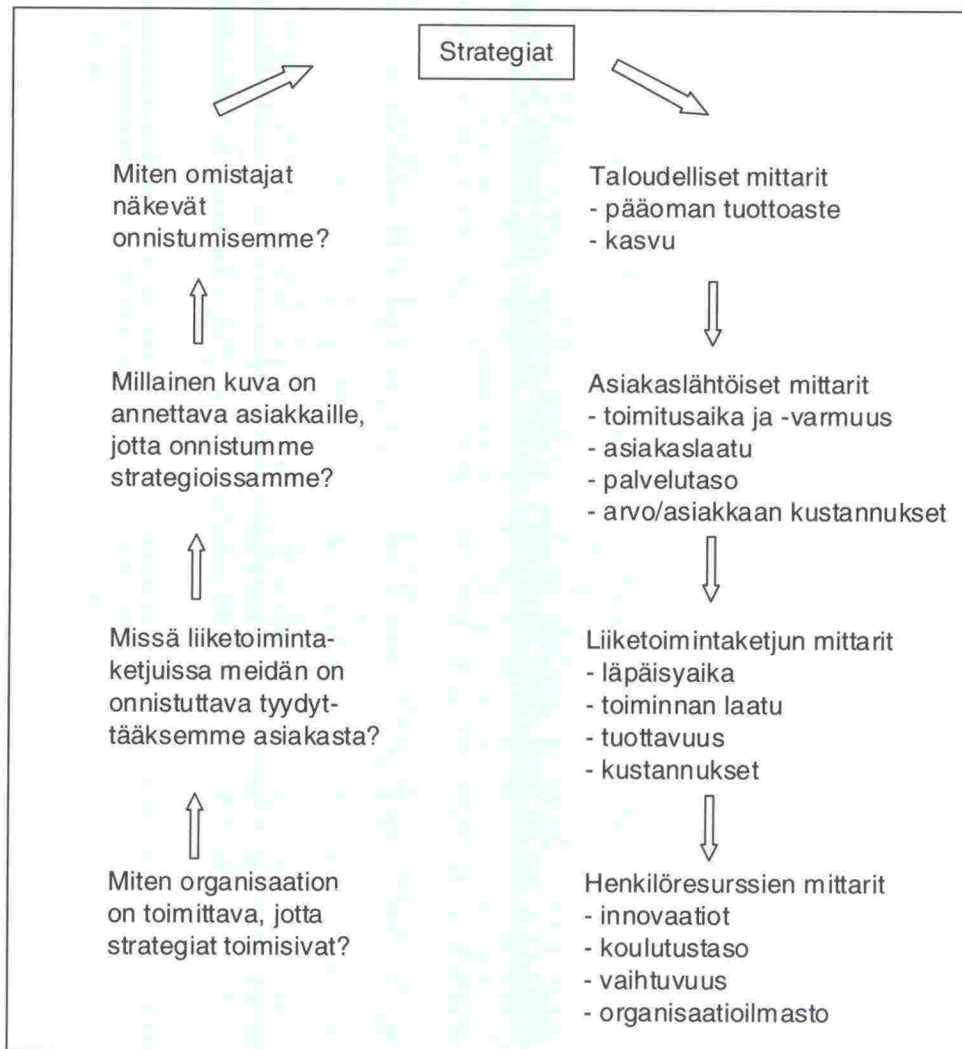 Strategiat
Miten omistajat
näkevät
onnistumisemme?
Millainen kuva on
annettava asiakkaille,
jotta onnistumme
strategioissamme?
Missä liiketoiminta-
ketjuissa meidän on
onnistuttava tyydyt-
tääksemme asiakasta?
Miten organisaation
on toimittava, jotta
strategiat toimisivat?
Taloudelliset mittarit
- pääoman tuottoaste
- kasvu
Asiakaslähtöiset mittarit
- toimitusaika ja -varmuus
- asiakaslaatu
- palvelutaso
- arvo/asiakkaan kustannukset
Liiketoimintaketjun mittarit
- läpäisyaika
- toiminnan laatu
- tuottavuus
- kustannukset
Henkilöresurssien mittarit
- innovaatiot
- koulutustaso
- vaihtuvuus
- organisaatioilmasto